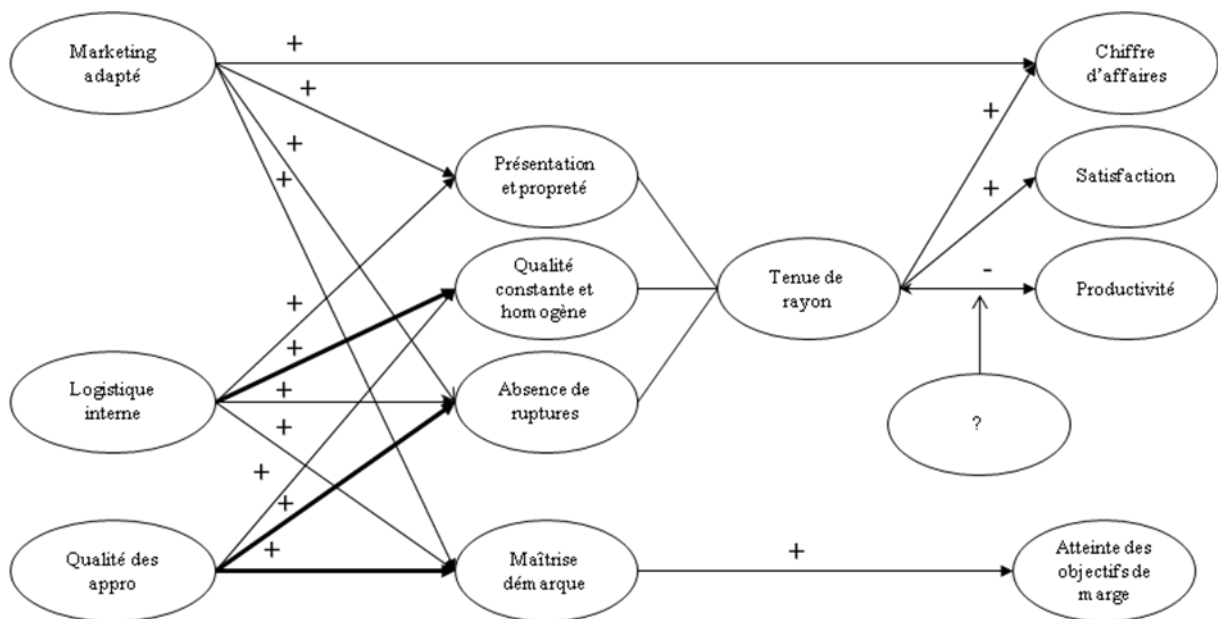 Marketing
adapté
+
+
+
+
Chiffre
d'affaires
+
Présentation
et propreté
Satisfaction
+
Qualité
constante et
homogène
Tenue de
rayon
-
Productivité
+
+
Logistique
interne
+
Absence de
ruptures
+
?
+
+
Qualité des
appro
+
Maîtrise
démarque
+
Atteinte des
objectifs de
marge